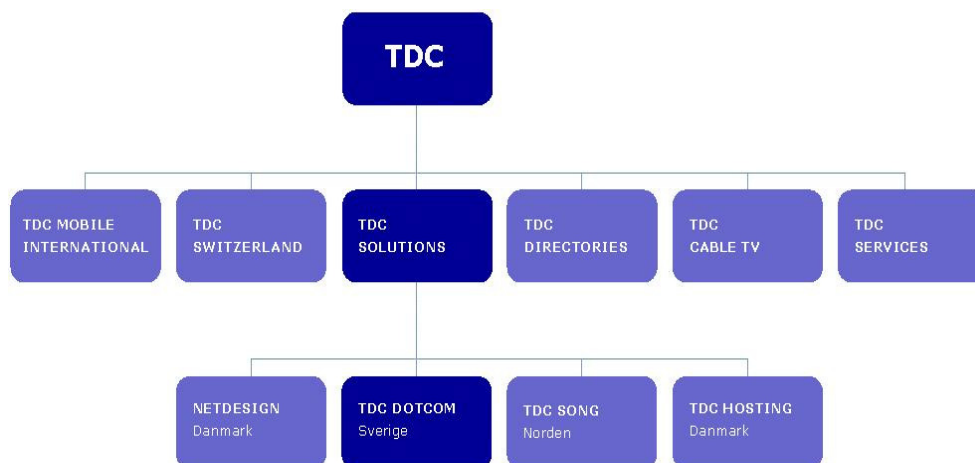 TDC
TDC MOBILE
INTERNATIONAL
TDC
SWITZERLAND
TDC
SOLUTIONS
TDC
DIRECTORIES
TDC
CABLE TV
TDC
SERVICES
NETDESIGN
Danmark
TDC DOTCOM
Sverige
TDC SONG
Norden
TDC HOSTING
Danmark